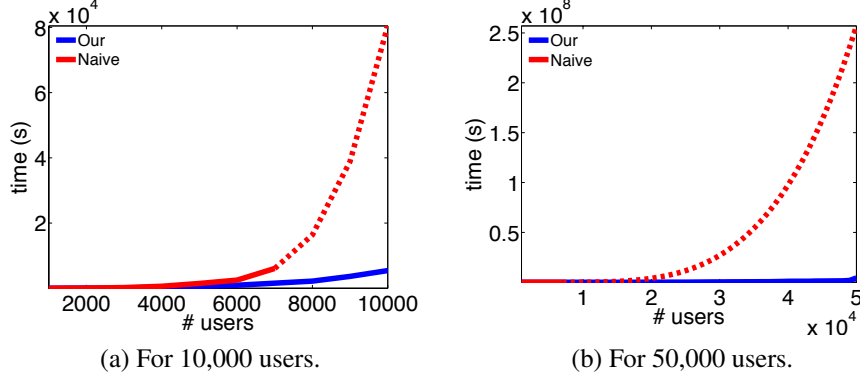 x 10^4
8
6
4
2
time (s)
Our
Naive
2000 4000 6000 8000 10000
# users
(a) For 10,000 users.
x 10^8
2.5
2
1.5
1
0.5
time (s)
Our
Naive
1 2 3 4 5
# users
x 10^4
(b) For 50,000 users.